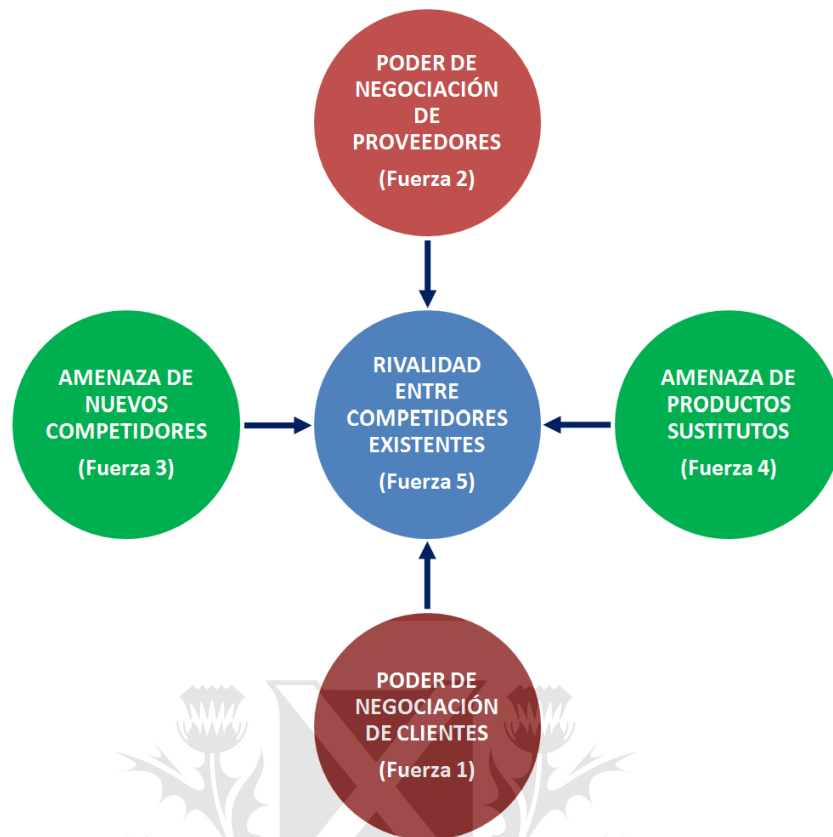 PODER DE
NEGOCIACIÓN
DE
PROVEEDORES
(Fuerza 2)
AMENAZA DE
NUEVOS
COMPETIDORES
(Fuerza 3)
RIVALIDAD
ENTRE
COMPETIDORES
EXISTENTES
(Fuerza 5)
AMENAZA DE
PRODUCTOS
SUSTITUTOS
(Fuerza 4)
PODER DE
NEGOCIACIÓN
DE CLIENTES
(Fuerza 1)